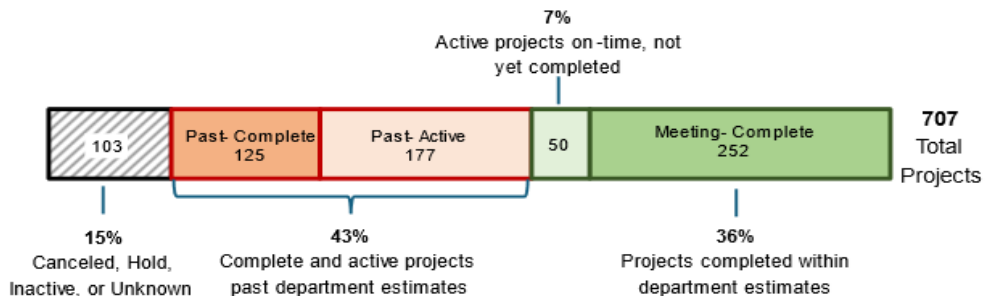 7%
Active projects on-time, not
yet completed
103
Past-Complete
125
Past-Active
177
50
Meeting-Complete
252
707
Total
Projects
15%
Canceled, Hold,
Inactive, or Unknown
43%
Complete and active projects
past department estimates
36%
Projects completed within
department estimates